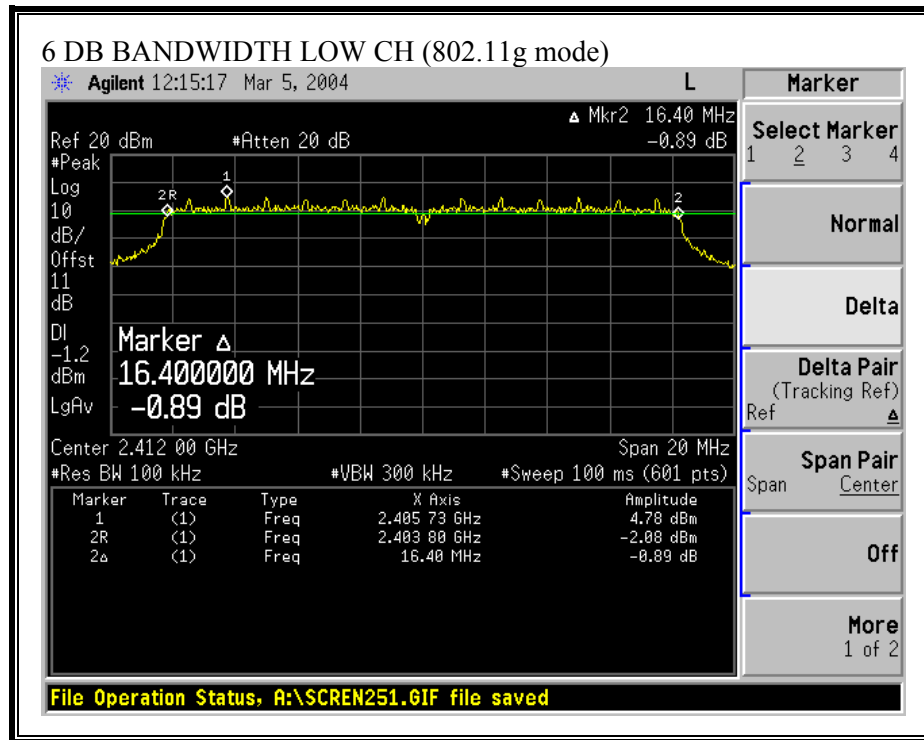 6 DB BANDWIDTH LOW CH (802.11g mode)
Agilent 12:15:17 Mar 5, 2004 L
Marker
Δ Mkr2 16.40 MHz
Ref 20 dBm #Atten 20 dB -0.89 dB
Select Marker
1 2 3 4
#Peak
Log
10
dB/
Offst
11
dB
DI
-1.2
dBm
LgAv
1
2R
2
Marker Δ
16.400000 MHz
-0.89 dB
Normal
Delta
Delta Pair
(Tracking Ref)
Ref Δ
Center 2.412 00 GHz Span 20 MHz
#Res BW 100 kHz #VBW 300 kHz #Sweep 100 ms (601 pts)
Span Pair
Span Center
Marker Trace Type X Axis Amplitude
1 (1) Freq 2.405 73 GHz 4.78 dBm
2R (1) Freq 2.403 80 GHz -2.08 dBm
2Δ (1) Freq 16.40 MHz -0.89 dB
Off
More
1 of 2
File Operation Status, A:\SCREN251.GIF file saved